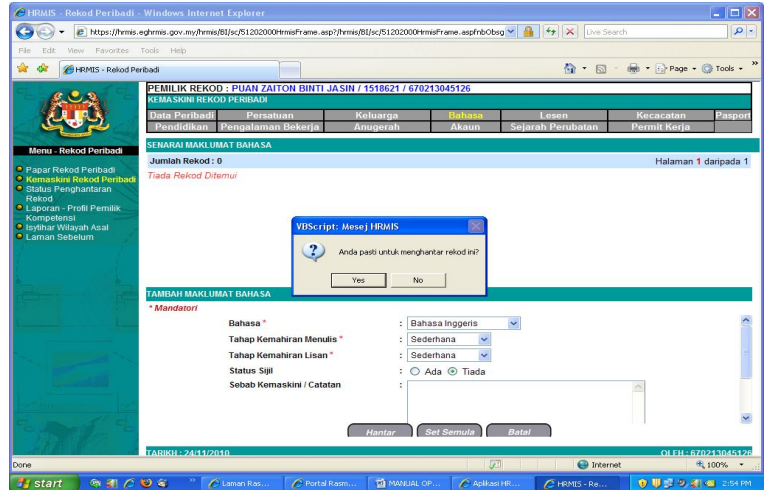 HRMIS - Rekod Peribadi - Windows Internet Explorer
https://hrmis.eghrmis.gov.my/hrmis/BI/sc/51202000HrmisFrame.asp?/hrmis/BI/sc/51202000HrmisFrame.aspfnbObsg
Live Search
File Edit View Favorites Tools Help
HRMIS - Rekod Peribadi
Page Tools
PEMILIK REKOD : PUAN ZAITON BINTI JASIN / 1518621 / 670213045126
KEMASKINI REKOD PERIBADI
Data Peribadi Persatuan Keluarga Bahasa Lesen Kecacatan Pasport
Pendidikan Pengalaman Bekerja Anugerah Akaun Sejarah Perubatan Permit Kerja
Menu - Rekod Peribadi
Papar Rekod Peribadi
Kemaskini Rekod Peribadi
Status Penghantaran
Rekod
Laporan - Profil Pemilik
Kompetensi
Isytihar Wilayah Asal
Laman Sebelum
SENARAI MAKLUMAT BAHASA
Jumlah Rekod : 0 Halaman 1 daripada 1
Tiada Rekod Ditemui
VBScript: Mesej HRMIS
Anda pasti untuk menghantar rekod ini?
Yes No
TAMBAH MAKLUMAT BAHASA
* Mandatori
Bahasa * : Bahasa Inggeris
Tahap Kemahiran Menulis * : Sederhana
Tahap Kemahiran Lisan * : Sederhana
Status Sijil : Ada Tiada
Sebab Kemaskini / Catatan :
Hantar Set Semula Batal
TARIKH : 24/11/2010 OLEH : 670213045126
Done Internet 100%
start Laman Ras... Portal Rasm... MANUAL OP... Aplikasi HR... HRMIS - Re... 2:54 PM